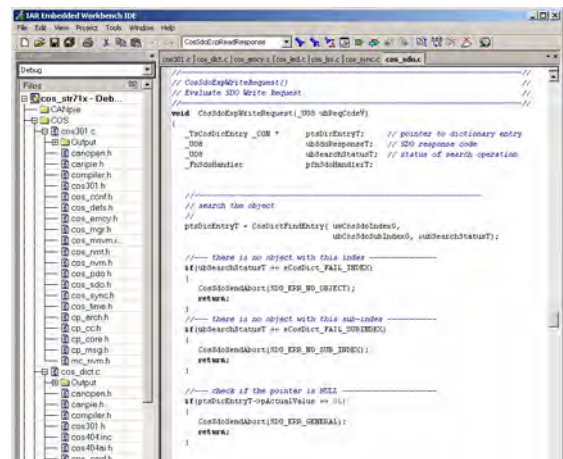 IAR Embedded Workbench IDE
File Edit View Project Tools Window Help
CosSdoExpReadResponse
cos301.c | cos_dict.c | cos_emcy.c | cos_led.c | cos_lss.c | cos_sync.c cos_sdo.c
Debug
Files
cos_str71x - Deb...
CANpie
COS
cos301.c
Output
canopen.h
canpie.h
compiler.h
cos301.h
cos_conf.h
cos_defs.h
cos_emcy.h
cos_mgr.h
cos_nmt.h
cos_nvm.h
cos_pdo.h
cos_sdo.h
cos_sync.h
cos_time.h
cp_arch.h
cp_cc.h
cp_core.h
cp_msg.h
mc_nvm.h
cos_dict.c
Output
canopen.h
canpie.h
compiler.h
cos301.h
cos404.inc
cos404ai.h
//----------------------------------------------------------------------------//
// CosSdoExpWriteRequest() //
// Evaluate SDO Write Request //
//----------------------------------------------------------------------------//
void CosSdoExpWriteRequest(_U08 ubReqCodeV)
{
_TsCosDictEntry _CON * ptsDicEntryT; // pointer to dictionary entry
_U08 ubSdoResponseT; // SDO response code
_U08 ubSearchStatusT; // status of search operation
_FnSdoHandler pfnSdoHandlerT;
//----------------------------------------------------------------
// search the object
//
ptsDicEntryT = CosDictFindEntry( uwCosSdoIndexG,
ubCosSdoSubIndexG, &ubSearchStatusT);
//--- there is no object with this index ---------------
if(ubSearchStatusT == eCosDict_FAIL_INDEX)
{
CosSdoSendAbort(SDO_ERR_NO_OBJECT);
return;
}
//--- there is no object with this sub-index -----------
if(ubSearchStatusT == eCosDict_FAIL_SUBINDEX)
{
CosSdoSendAbort(SDO_ERR_NO_SUB_INDEX);
return;
}
//--- check if the pointer is NULL ---------------------
if(ptsDicEntryT->pActualValue == 0L)
{
CosSdoSendAbort(SDO_ERR_GENERAL);
return;
}